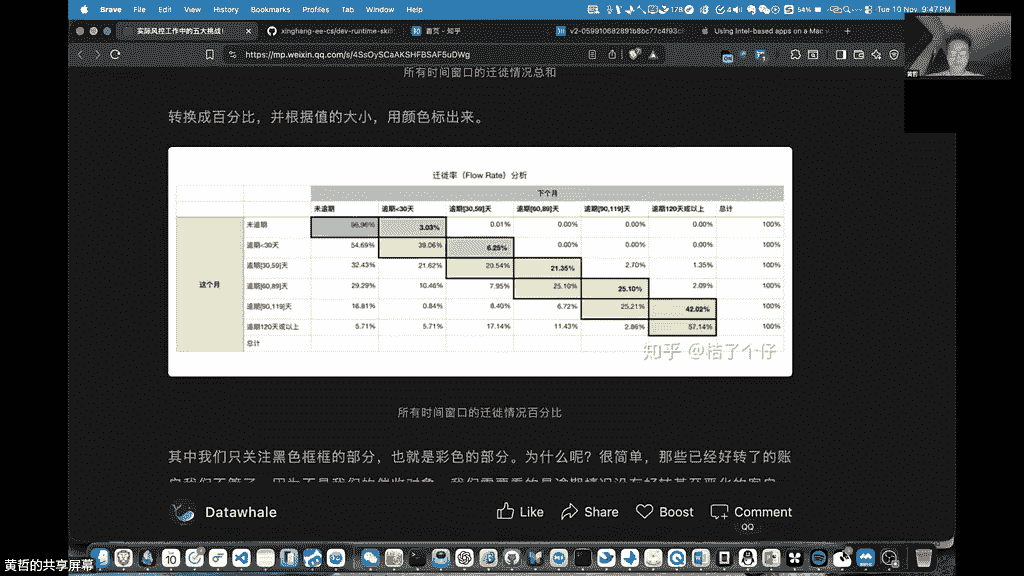 Brave File Edit View History Bookmarks Profiles Tab Window Help
54%
Tue 10 Nov 9:47 PM
实际风控工作中的五大挑战!
xinghang-ee-cs/dev-runtime-skill
首页 - 知乎
Using Intel-based apps on a Mac
https://mp.weixin.qq.com/s/4SsOySCaAKSHFBSAF5uDWg
黄哲
所有时间窗口的迁徙情况总和
转换成百分比，并根据值的大小，用颜色标出来。
迁徙率（Flow Rate）分析
下个月
未逾期 逾期<30天 逾期[30,59]天 逾期[60,89]天 逾期[90,119]天 逾期120天或以上 总计
未逾期 96.96% 3.03% 0.01% 0.00% 0.00% 0.00% 100%
逾期<30天 54.69% 39.06% 6.25% 0.00% 0.00% 0.00% 100%
逾期[30,59]天 32.43% 21.62% 20.54% 21.35% 2.70% 1.35% 100%
这个月
逾期[60,89]天 29.29% 10.46% 7.95% 25.10% 25.10% 2.09% 100%
逾期[90,119]天 16.81% 0.84% 8.40% 6.72% 25.21% 42.02% 100%
逾期120天或以上 5.71% 5.71% 17.14% 11.43% 2.86% 57.14% 100%
总计
知乎 @桔了个仔
所有时间窗口的迁徙情况百分比
其中我们只关注黑色框框的部分，也就是彩色的部分。为什么呢？很简单，那些已经好转了的账
Datawhale
Like Share Boost Comment
QQ
黄哲的共享屏幕